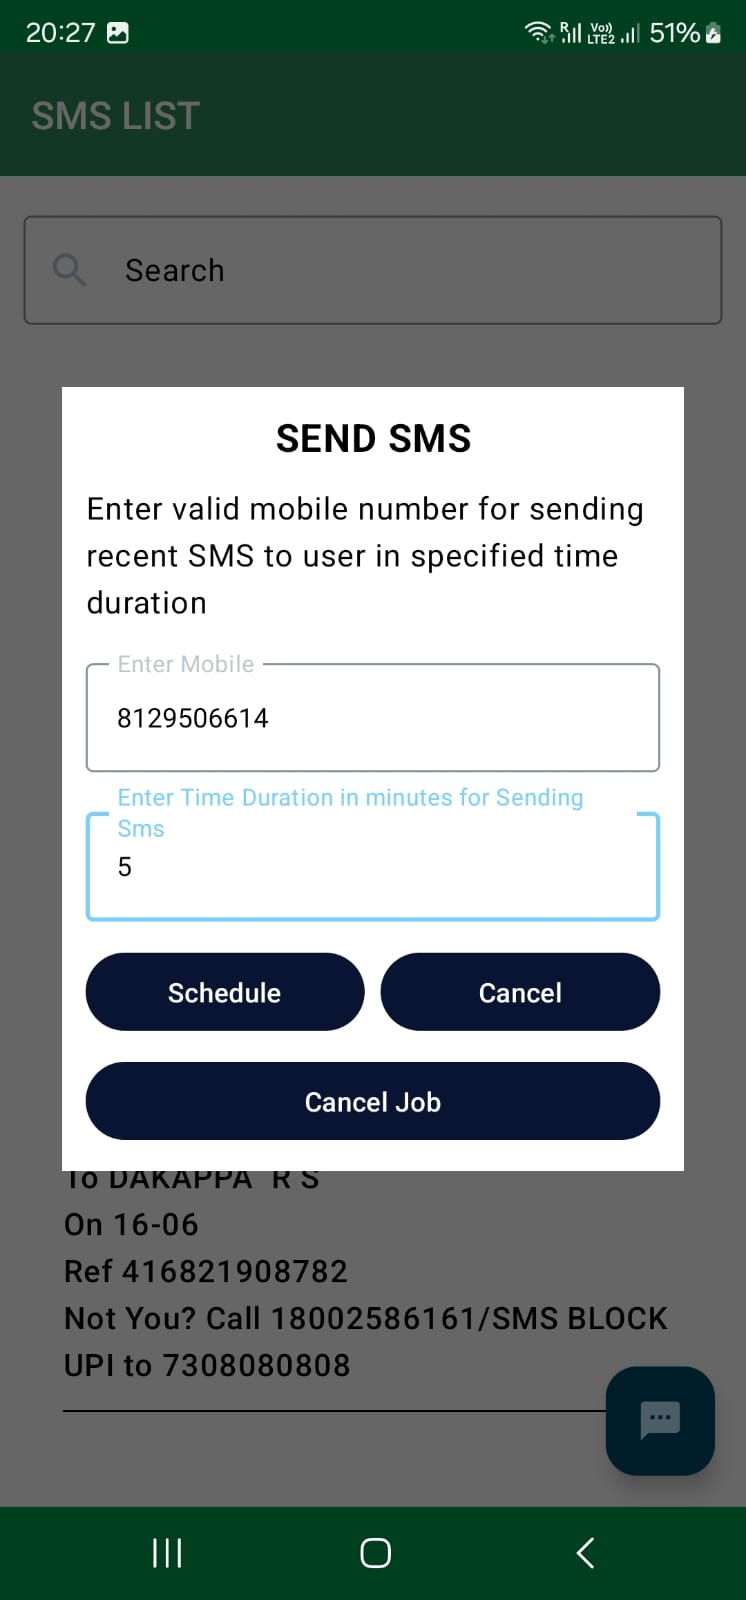 20:27
R Vo)) LTE2 51%
SMS LIST
Search
SEND SMS
Enter valid mobile number for sending
recent SMS to user in specified time
duration
Enter Mobile
8129506614
Enter Time Duration in minutes for Sending
Sms
5
Schedule Cancel
Cancel Job
To DAKAPPA R S
On 16-06
Ref 416821908782
Not You? Call 18002586161/SMS BLOCK
UPI to 7308080808